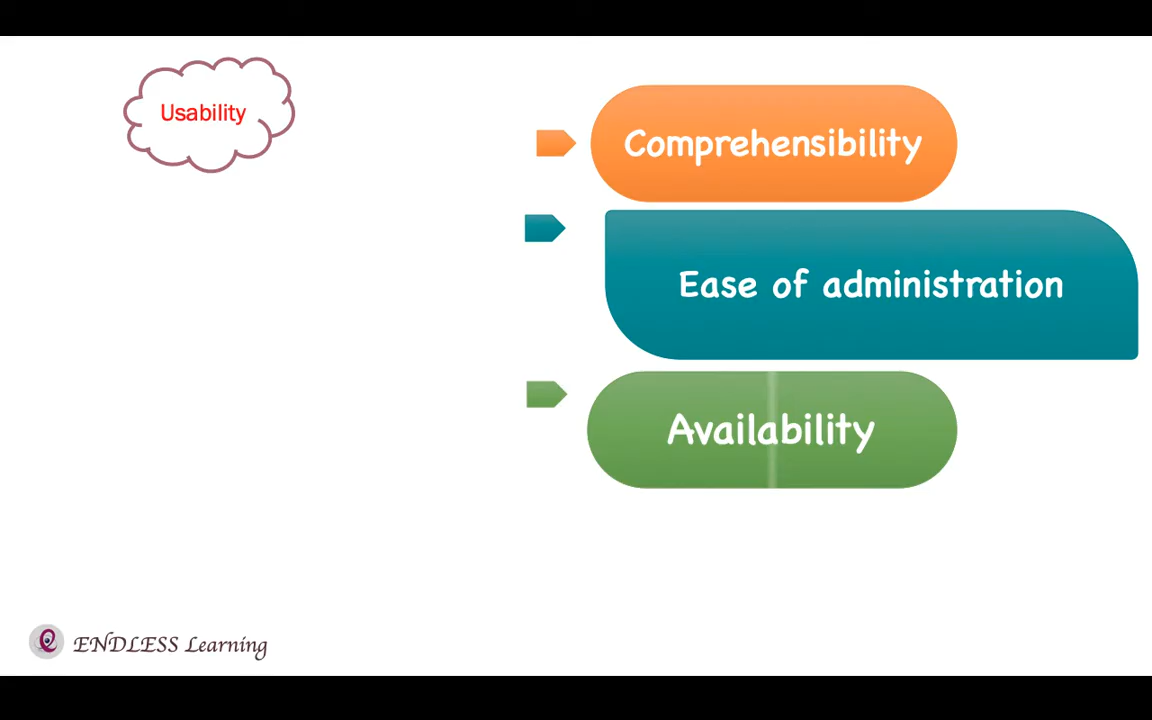 Usability
Comprehensibility
Ease of administration
Availability
ENDLESS Learning